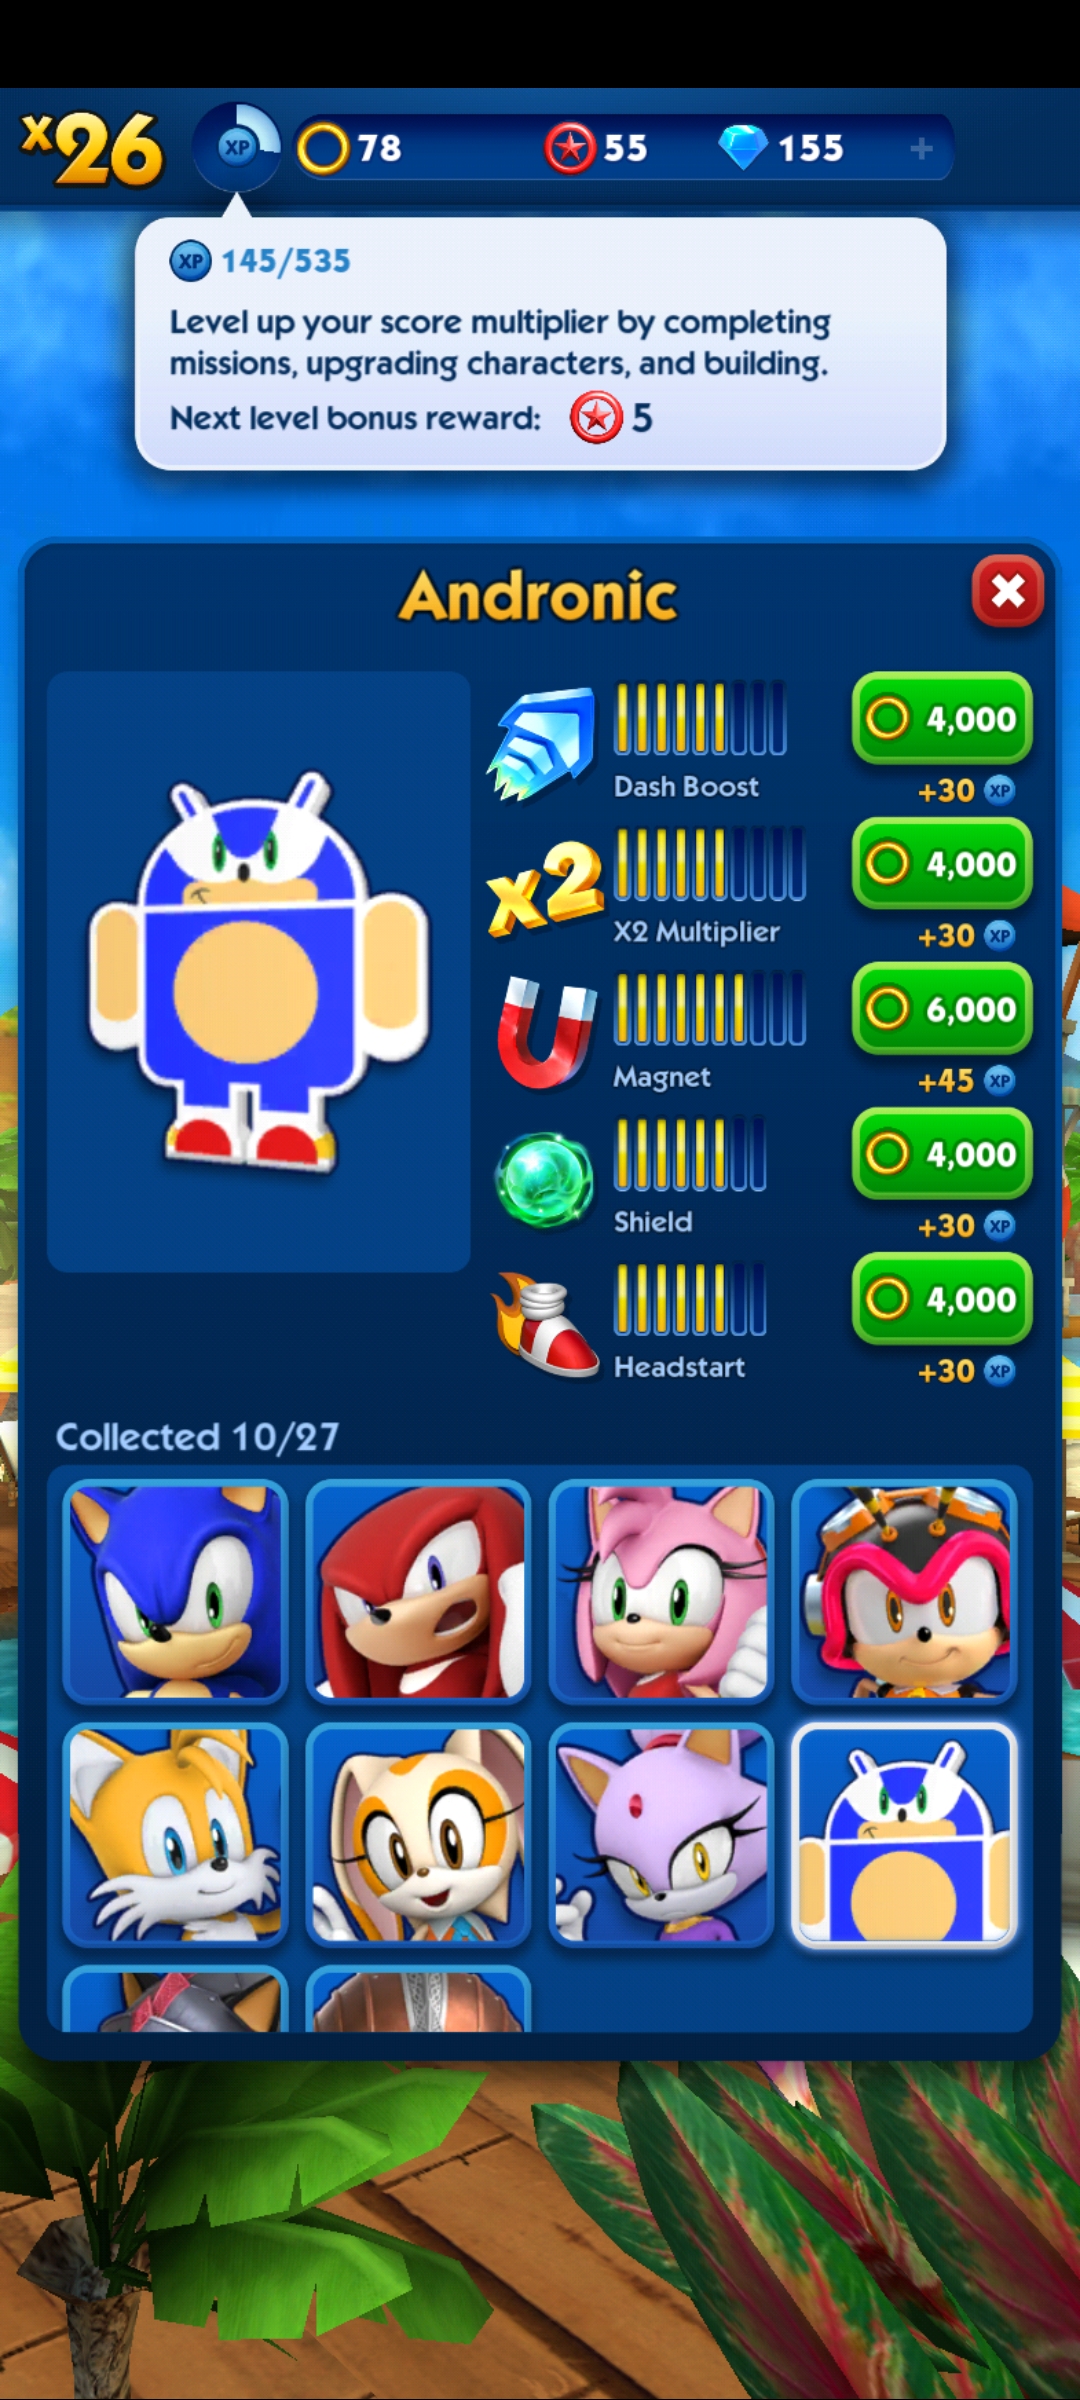 x26
XP
78
55
155
+
XP 145/535
Level up your score multiplier by completing
missions, upgrading characters, and building.
Next level bonus reward: 5
Andronic
4,000
Dash Boost
+30 XP
x2
4,000
X2 Multiplier
+30 XP
6,000
Magnet
+45 XP
4,000
Shield
+30 XP
4,000
Headstart
+30 XP
Collected 10/27